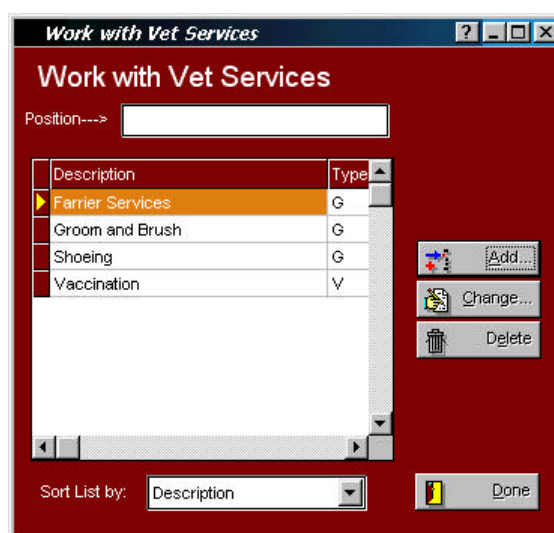 Work with Vet Services
Work with Vet Services
Position--->
Description Type
Farrier Services G
Groom and Brush G
Shoeing G
Vaccination V
Add...
Change...
Delete
Sort List by: Description Done